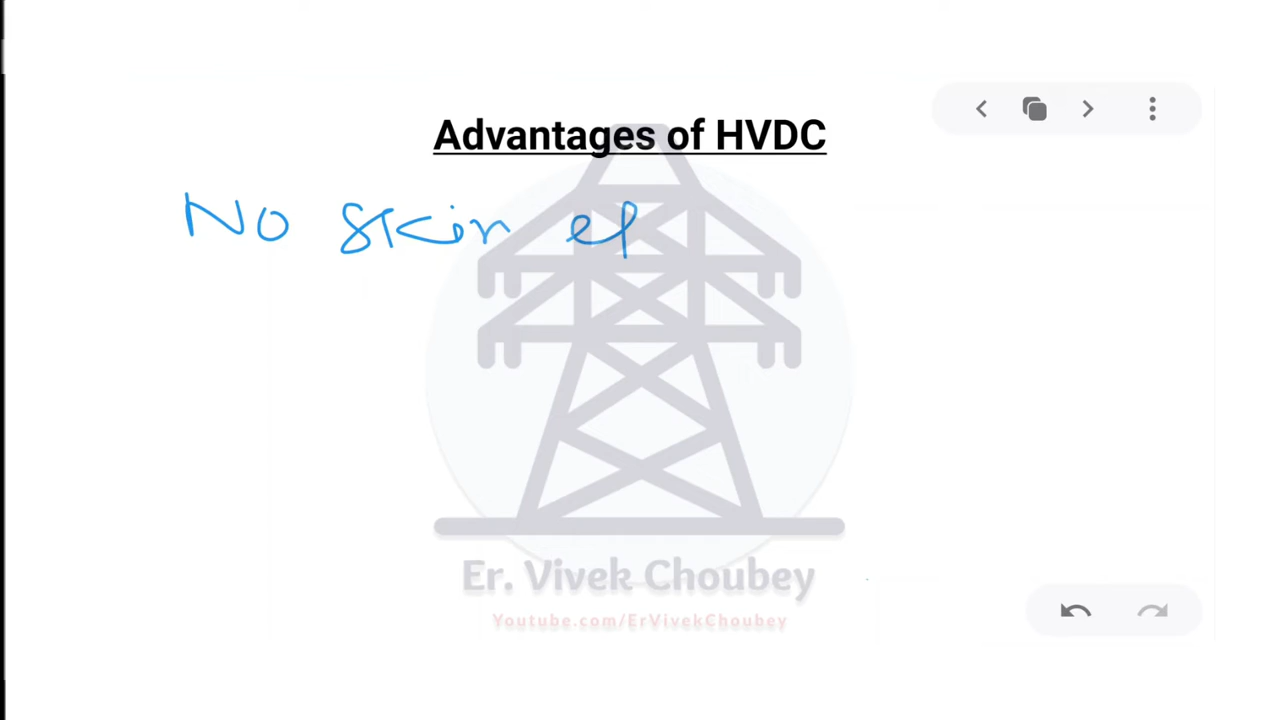 Advantages of HVDC
No skin ef
Er. Vivek Choubey
Youtube.com/ErVivekChoubey